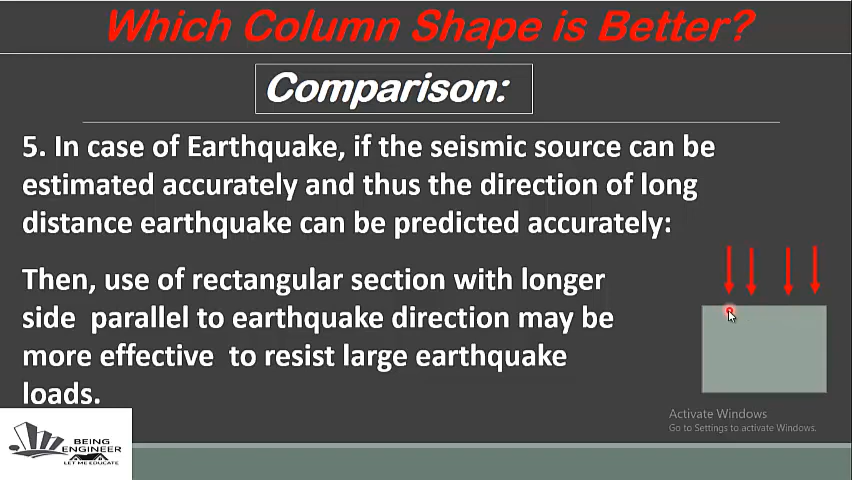 Which Column Shape is Better?
Comparison:
5. In case of Earthquake, if the seismic source can be
estimated accurately and thus the direction of long
distance earthquake can be predicted accurately:
Then, use of rectangular section with longer
side parallel to earthquake direction may be
more effective to resist large earthquake
loads.
Activate Windows
Go to Settings to activate Windows.
BEING
ENGINEER
LET ME EDUCATE